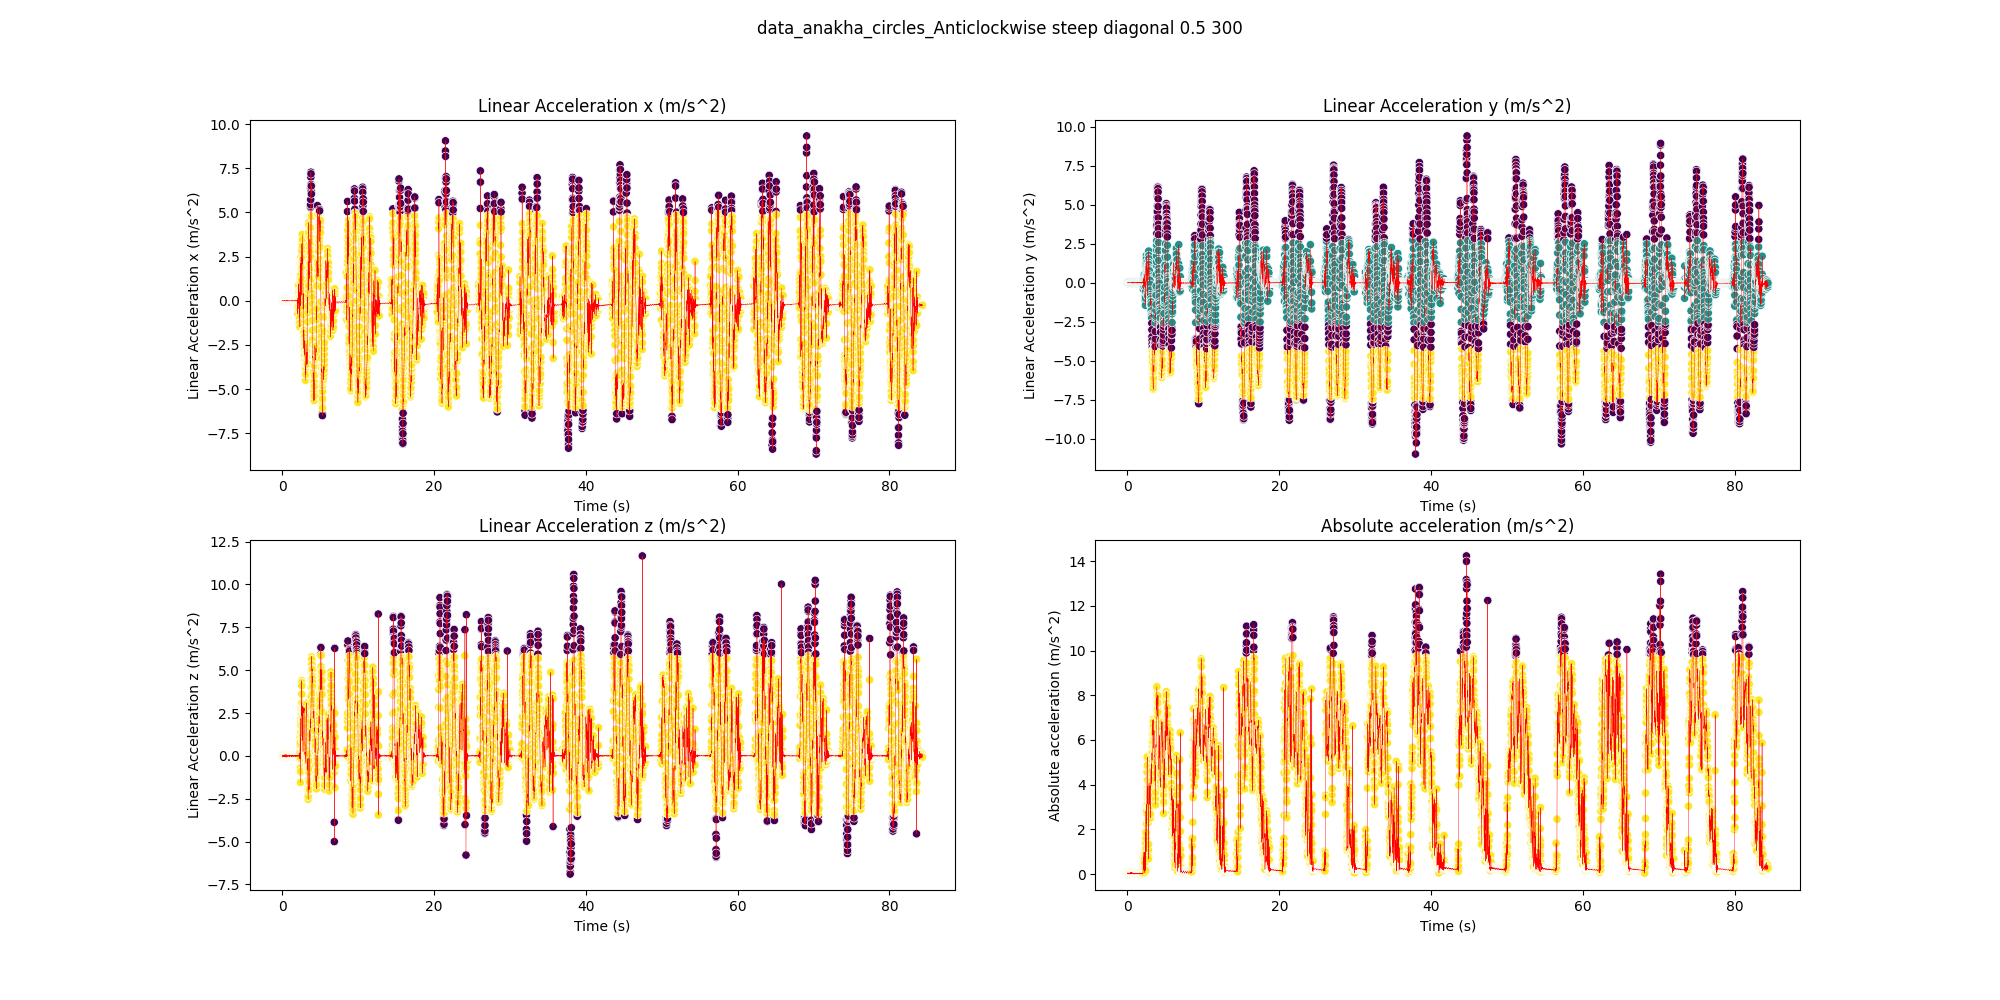 data_anakha_circles_Anticlockwise steep diagonal 0.5 300
Linear Acceleration x (m/s^2)
Linear Acceleration x (m/s^2)
10.0
7.5
5.0
2.5
0.0
−2.5
−5.0
−7.5
0 20 40 60 80
Time (s)
Linear Acceleration y (m/s^2)
Linear Acceleration y (m/s^2)
10.0
7.5
5.0
2.5
0.0
−2.5
−5.0
−7.5
−10.0
0 20 40 60 80
Time (s)
Linear Acceleration z (m/s^2)
Linear Acceleration z (m/s^2)
12.5
10.0
7.5
5.0
2.5
0.0
−2.5
−5.0
−7.5
0 20 40 60 80
Time (s)
Absolute acceleration (m/s^2)
Absolute acceleration (m/s^2)
14
12
10
8
6
4
2
0
0 20 40 60 80
Time (s)